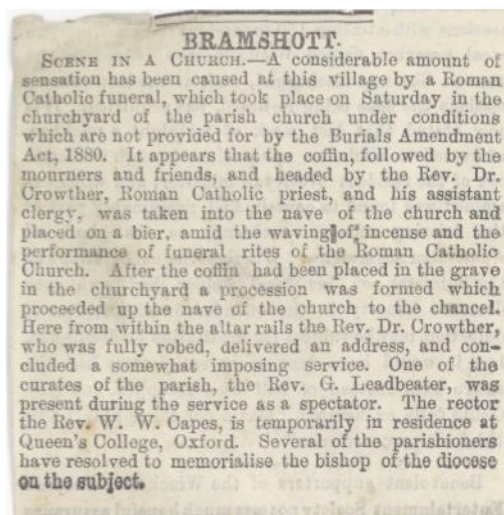 BRAMSHOTT.
SCENE IN A CHURCH.—A considerable amount of
sensation has been caused at this village by a Roman
Catholic funeral, which took place on Saturday in the
churchyard of the parish church under conditions
which are not provided for by the Burials Amendment
Act, 1880. It appears that the coffin, followed by the
mourners and friends, and headed by the Rev. Dr.
Crowther, Roman Catholic priest, and his assistant
clergy, was taken into the nave of the church and
placed on a bier, amid the waving of incense and the
performance of funeral rites of the Roman Catholic
Church. After the coffin had been placed in the grave
in the churchyard a procession was formed which
proceeded up the nave of the church to the chancel.
Here from within the altar rails the Rev. Dr. Crowther,
who was fully robed, delivered an address, and con-
cluded a somewhat imposing service. One of the
curates of the parish, the Rev. G. Leadbeater, was
present during the service as a spectator. The rector
the Rev. W. W. Capes, is temporarily in residence at
Queen's College, Oxford. Several of the parishioners
have resolved to memorialise the bishop of the diocese
on the subject.